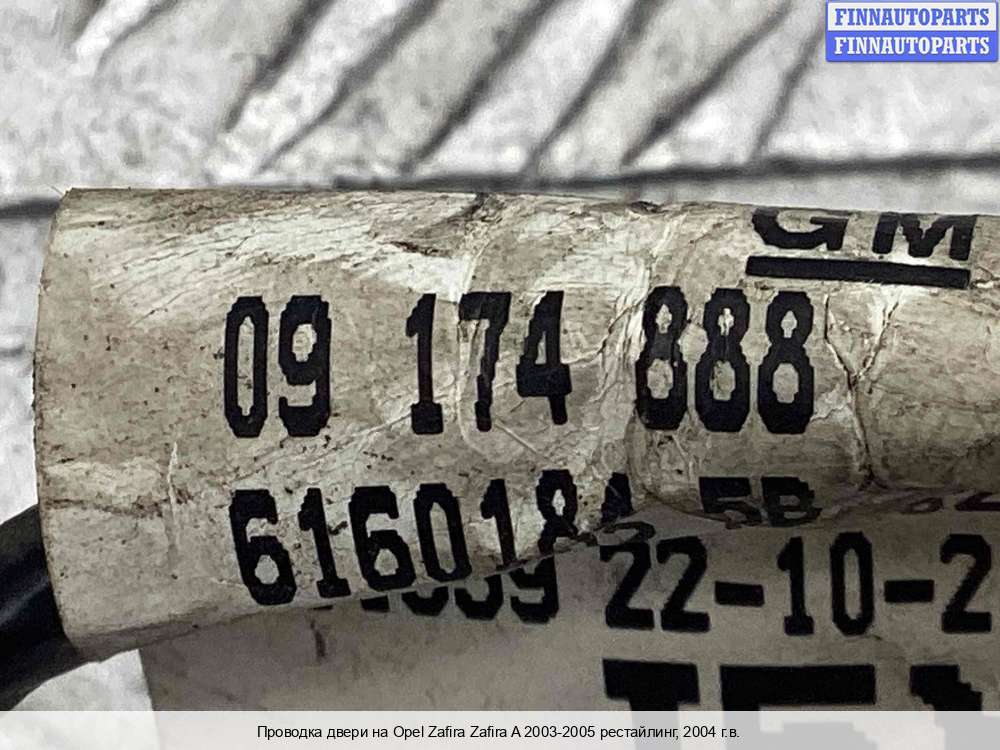 FINNAUTOPARTS
FINNAUTOPARTS
GM
09 174 888
6160184 5B
22-10-2
Проводка двери на Opel Zafira Zafira A 2003-2005 рестайлинг, 2004 г.в.